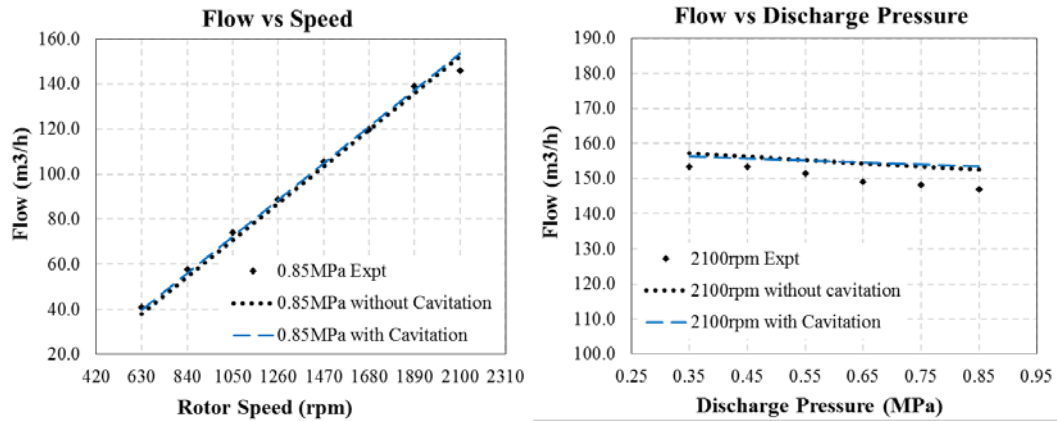 Flow vs Speed
160.0
140.0
120.0
100.0
80.0
60.0
40.0
20.0
Flow (m3/h)
0.85MPa Expt
0.85MPa without Cavitation
0.85MPa with Cavitation
420 630 840 1050 1260 1470 1680 1890 2100 2310
Rotor Speed (rpm)
Flow vs Discharge Pressure
190.0
180.0
170.0
160.0
150.0
140.0
130.0
120.0
110.0
100.0
Flow (m3/h)
2100rpm Expt
2100rpm without cavitation
2100rpm with Cavitation
0.25 0.35 0.45 0.55 0.65 0.75 0.85 0.95
Discharge Pressure (MPa)